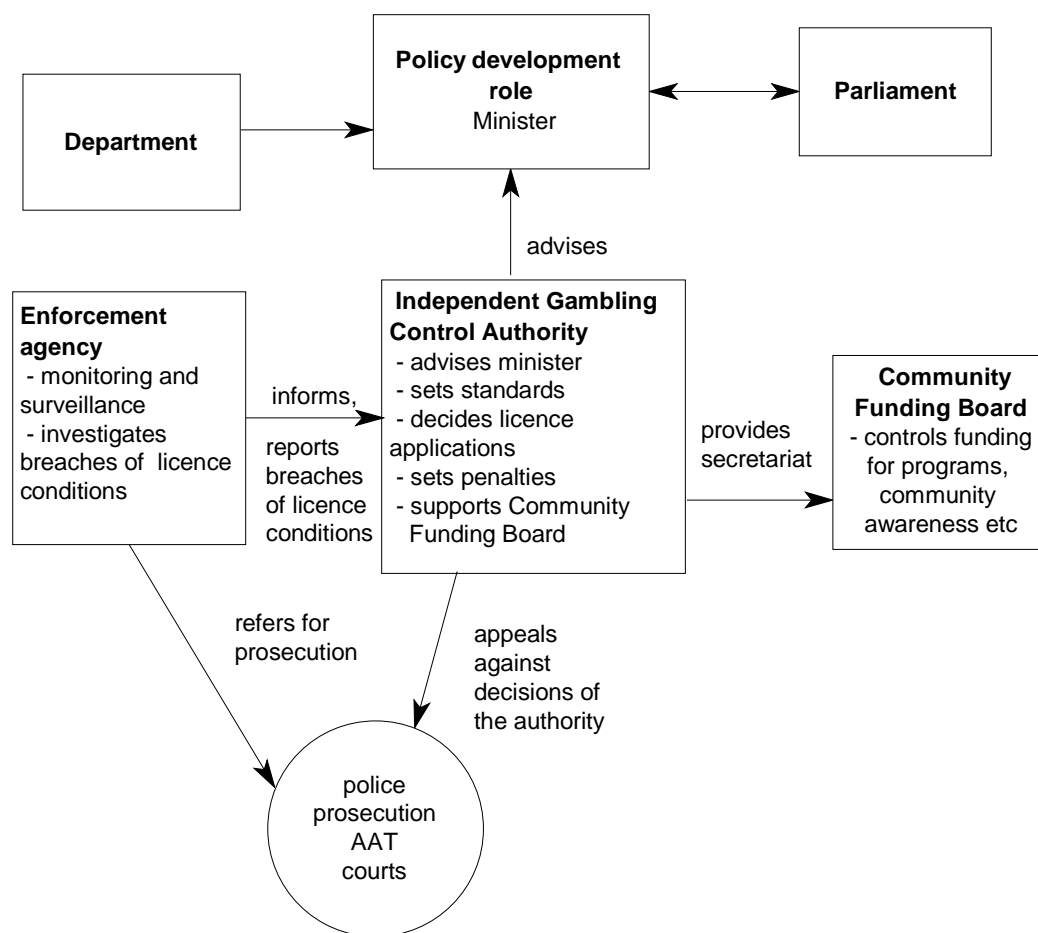 Policy development
role
Minister
Parliament
Department
advises
Enforcement
agency
- monitoring and
surveillance
- investigates
breaches of licence
conditions
informs,
reports
breaches
of licence
conditions
Independent Gambling
Control Authority
- advises minister
- sets standards
- decides licence
applications
- sets penalties
- supports Community
Funding Board
provides
secretariat
Community
Funding Board
- controls funding
for programs,
community
awareness etc
refers for
prosecution
appeals
against
decisions of
the authority
police
prosecution
AAT
courts